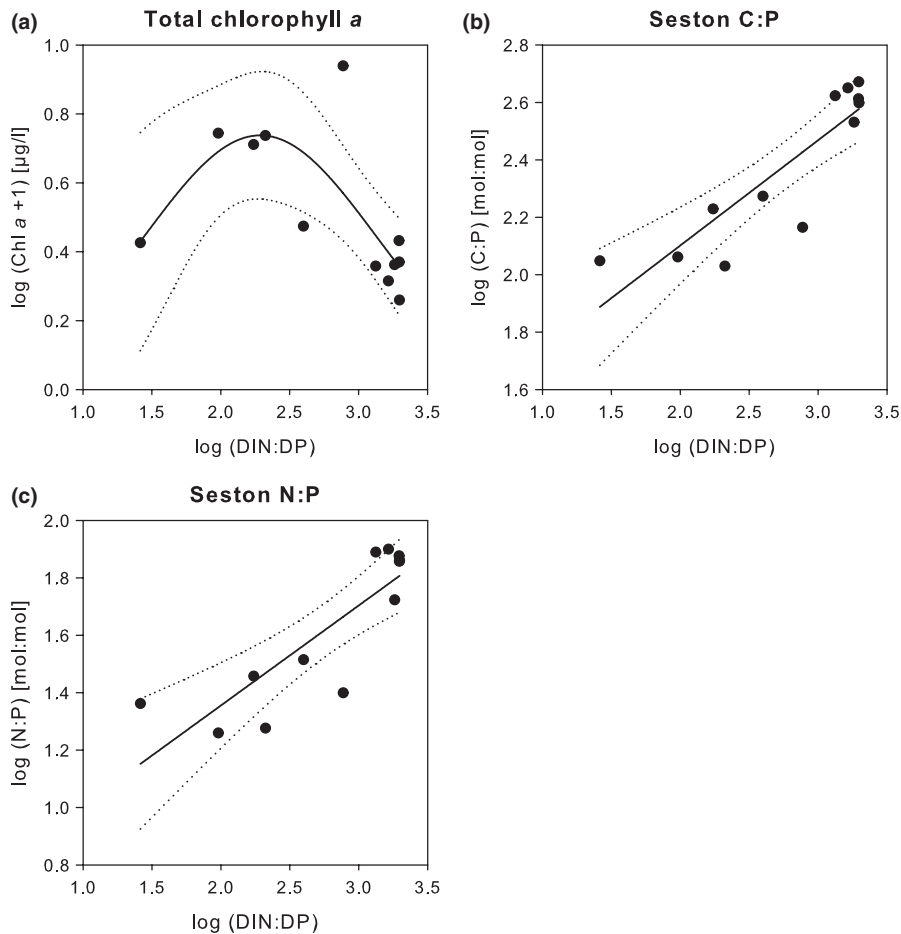 (a) Total chlorophyll a
log (Chl a +1) [µg/l]
1.0
0.8
0.6
0.4
0.2
0.0
1.0 1.5 2.0 2.5 3.0 3.5
log (DIN:DP)
(b) Seston C:P
log (C:P) [mol:mol]
2.8
2.6
2.4
2.2
2.0
1.8
1.6
1.0 1.5 2.0 2.5 3.0 3.5
log (DIN:DP)
(c) Seston N:P
log (N:P) [mol:mol]
2.0
1.8
1.6
1.4
1.2
1.0
0.8
1.0 1.5 2.0 2.5 3.0 3.5
log (DIN:DP)